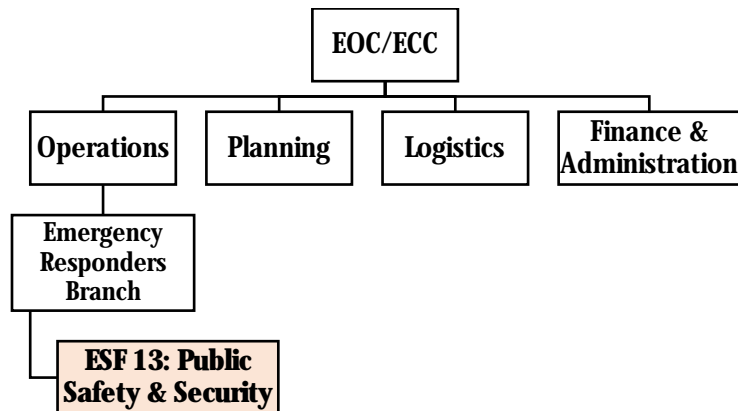 EOC/ECC
Operations
Planning
Logistics
Finance &
Administration
Emergency
Responders
Branch
ESF 13: Public
Safety & Security